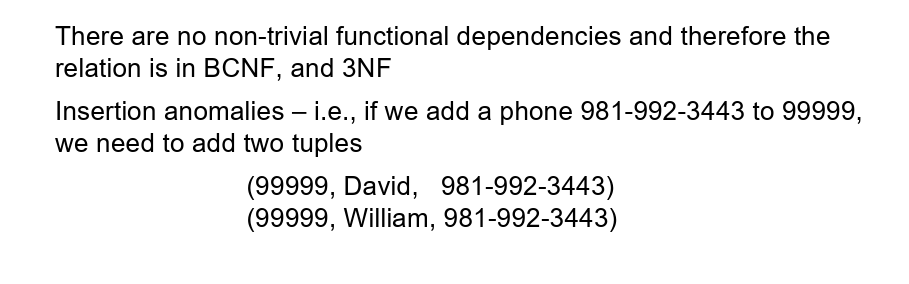 There are no non-trivial functional dependencies and therefore the
relation is in BCNF, and 3NF
Insertion anomalies – i.e., if we add a phone 981-992-3443 to 99999,
we need to add two tuples
(99999, David, 981-992-3443)
(99999, William, 981-992-3443)